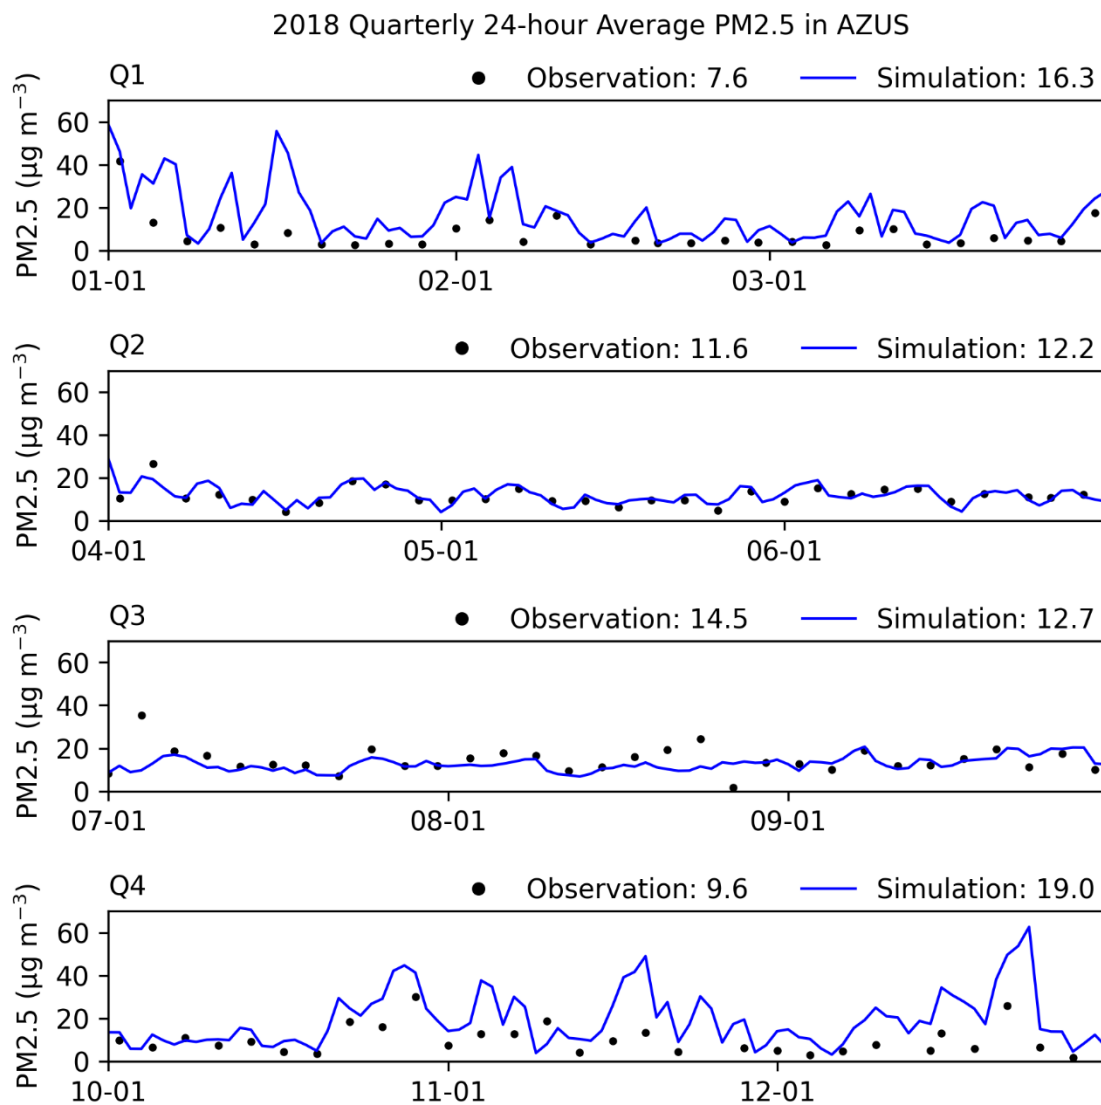 2018 Quarterly 24-hour Average PM2.5 in AZUS
Q1 Observation: 7.6 Simulation: 16.3
PM2.5 (μg m⁻³)
60
40
20
0
01-01 02-01 03-01
Q2 Observation: 11.6 Simulation: 12.2
PM2.5 (μg m⁻³)
60
40
20
0
04-01 05-01 06-01
Q3 Observation: 14.5 Simulation: 12.7
PM2.5 (μg m⁻³)
60
40
20
0
07-01 08-01 09-01
Q4 Observation: 9.6 Simulation: 19.0
PM2.5 (μg m⁻³)
60
40
20
0
10-01 11-01 12-01